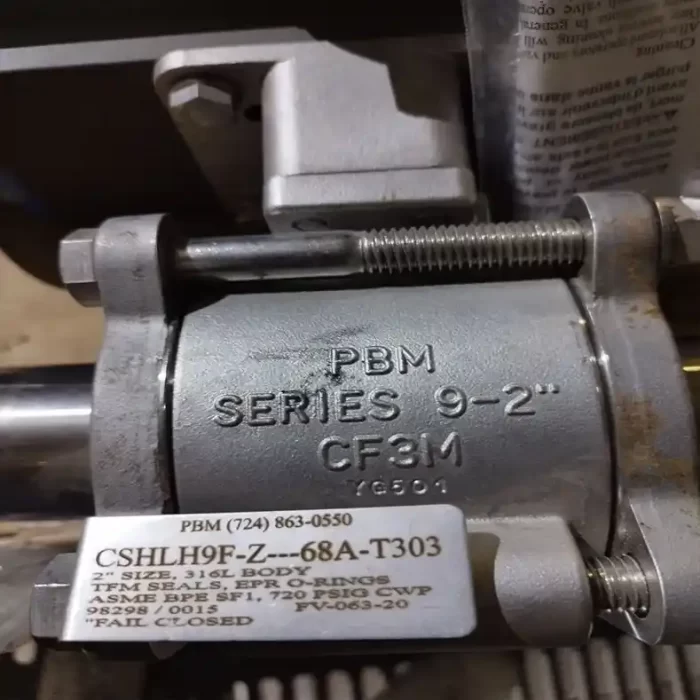 PBM
SERIES 9-2"
CF3M
YG501
PBM (724) 863-0550
CSHLH9F-Z---68A-T303
2" SIZE, 316L BODY
TFM SEALS, EPR O-RINGS
ASME BPE SF1, 720 PSIG CWP
98298 / 0015 FV-063-20
"FAIL CLOSED